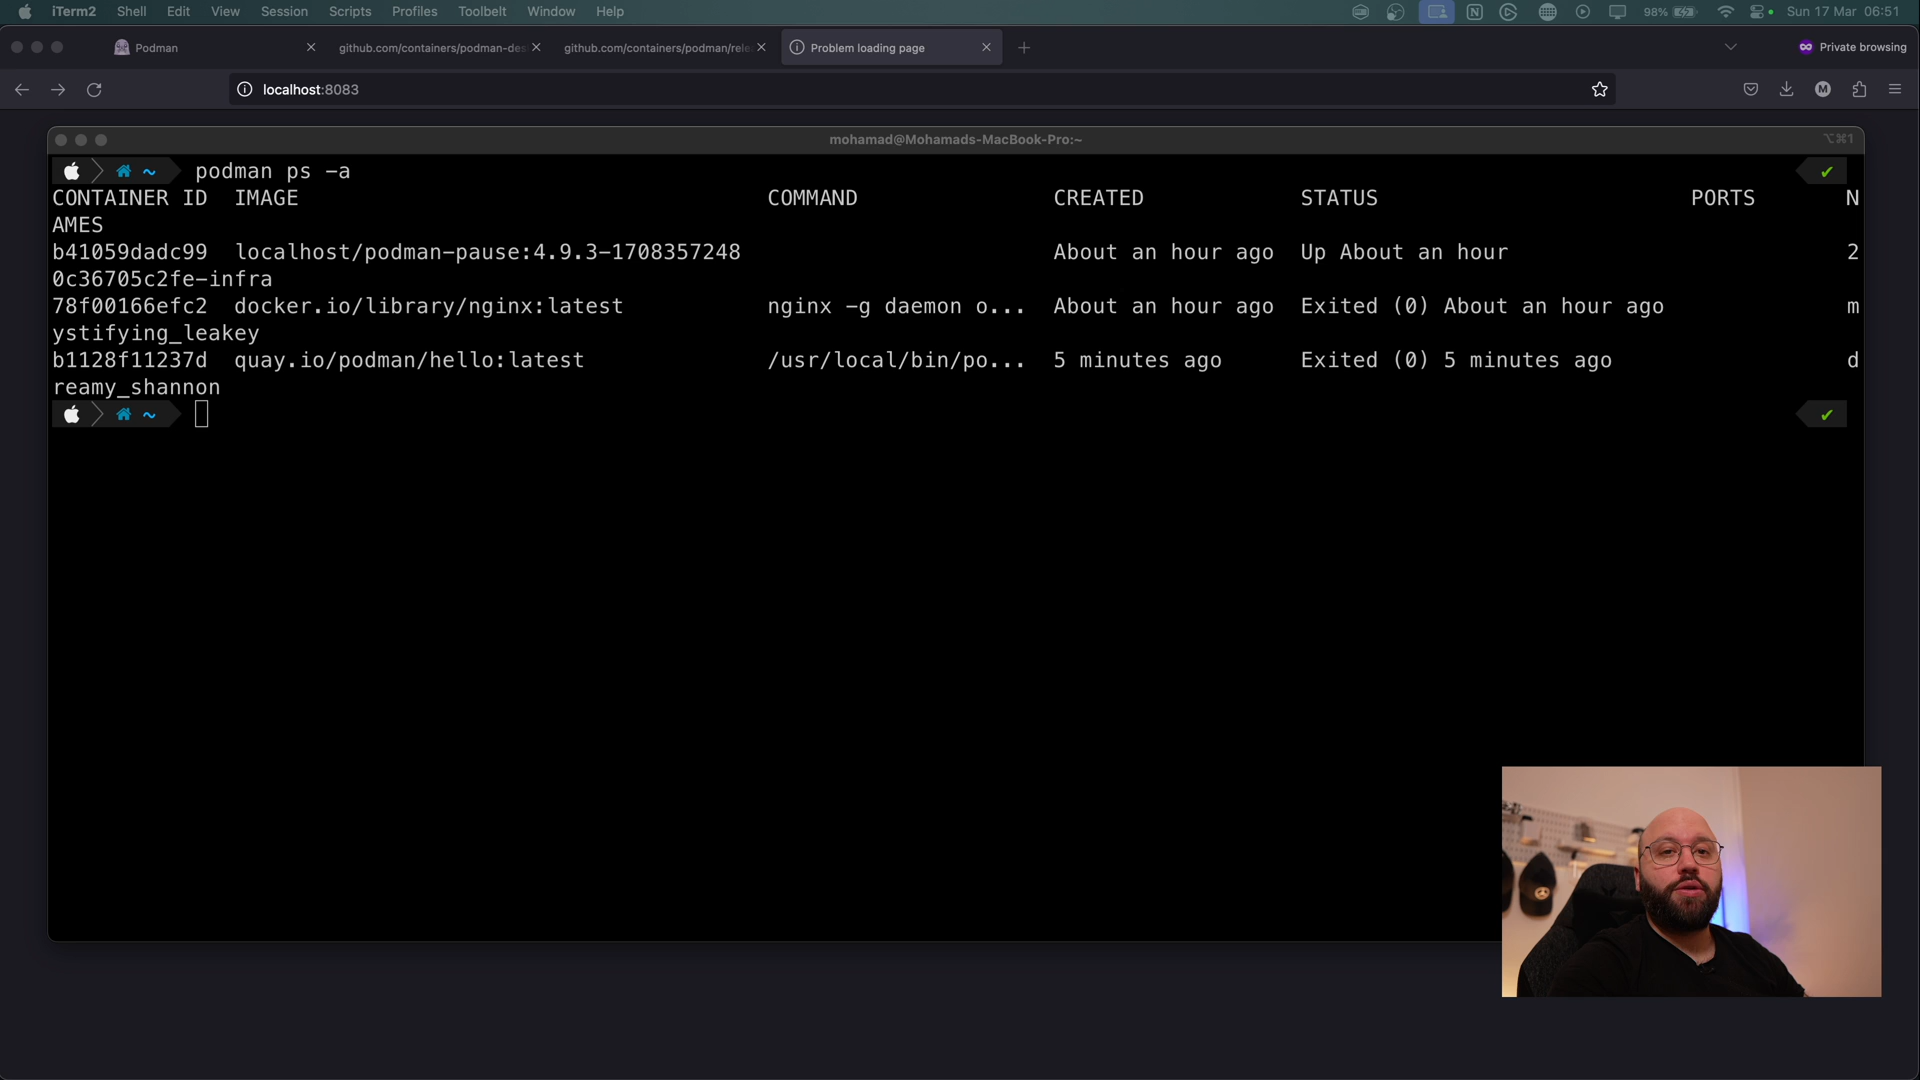 iTerm2 Shell Edit View Session Scripts Profiles Toolbelt Window Help 98% Sun 17 Mar 06:51
Podman github.com/containers/podman-des github.com/containers/podman/rele Problem loading page Private browsing
localhost:8083 M
mohamad@Mohamads-MacBook-Pro:~ ⌥⌘1
~ podman ps -a ✔
CONTAINER ID IMAGE COMMAND CREATED STATUS PORTS N
AMES
b41059dadc99 localhost/podman-pause:4.9.3-1708357248 About an hour ago Up About an hour 2
0c36705c2fe-infra
78f00166efc2 docker.io/library/nginx:latest nginx -g daemon o... About an hour ago Exited (0) About an hour ago m
ystifying_leakey
b1128f11237d quay.io/podman/hello:latest /usr/local/bin/po... 5 minutes ago Exited (0) 5 minutes ago d
reamy_shannon
~ ✔